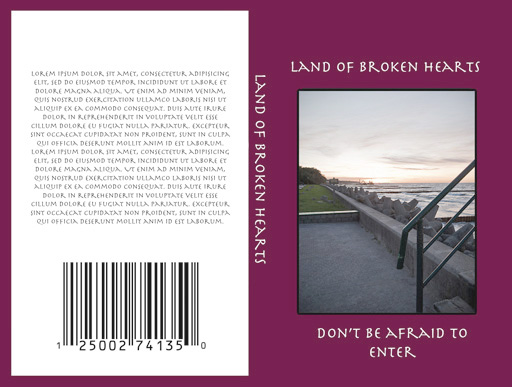 LOREM IPSUM DOLOR SIT AMET, CONSECTETUR ADIPISICING
ELIT, SED DO EIUSMOD TEMPOR INCIDIDUNT UT LABORE ET
DOLORE MAGNA ALIQUA. UT ENIM AD MINIM VENIAM,
QUIS NOSTRUD EXERCITATION ULLAMCO LABORIS NISI UT
ALIQUIP EX EA COMMODO CONSEQUAT. DUIS AUTE IRURE
DOLOR IN REPREHENDERIT IN VOLUPTATE VELIT ESSE
CILLUM DOLORE EU FUGIAT NULLA PARIATUR. EXCEPTEUR
SINT OCCAECAT CUPIDATAT NON PROIDENT, SUNT IN CULPA
QUI OFFICIA DESERUNT MOLLIT ANIM ID EST LABORUM.
LOREM IPSUM DOLOR SIT AMET, CONSECTETUR ADIPISICING
ELIT, SED DO EIUSMOD TEMPOR INCIDIDUNT UT LABORE ET
DOLORE MAGNA ALIQUA. UT ENIM AD MINIM VENIAM,
QUIS NOSTRUD EXERCITATION ULLAMCO LABORIS NISI UT
ALIQUIP EX EA COMMODO CONSEQUAT. DUIS AUTE IRURE
DOLOR IN REPREHENDERIT IN VOLUPTATE VELIT ESSE
CILLUM DOLORE EU FUGIAT NULLA PARIATUR. EXCEPTEUR
SINT OCCAECAT CUPIDATAT NON PROIDENT, SUNT IN CULPA
QUI OFFICIA DESERUNT MOLLIT ANIM ID EST LABORUM.
1 25002 74135 0
LAND OF BROKEN HEARTS
LAND OF BROKEN HEARTS
DON'T BE AFRAID TO
ENTER